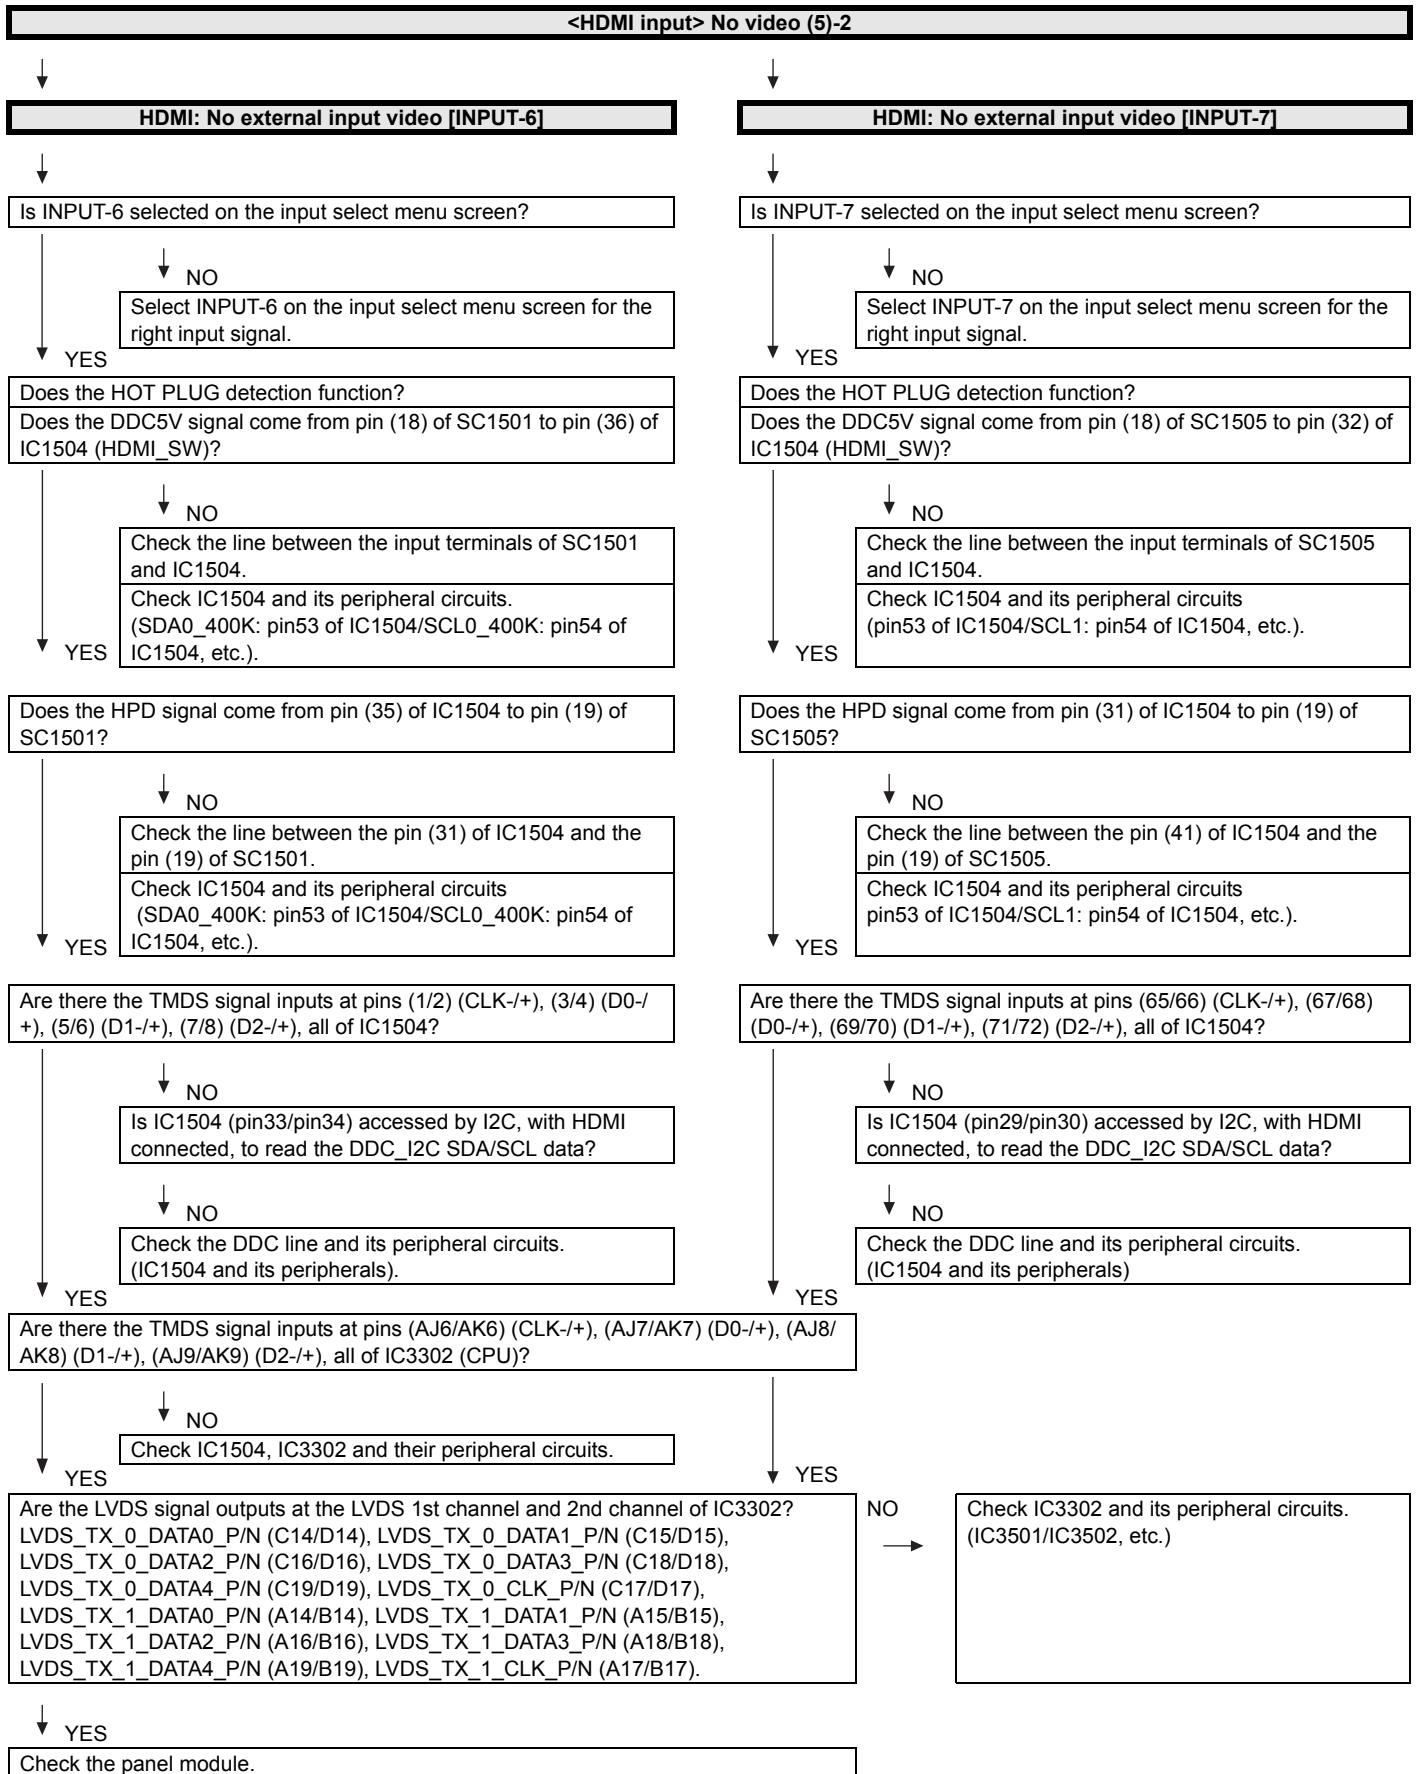 <HDMI input> No video (5)-2
HDMI: No external input video [INPUT-6]
Is INPUT-6 selected on the input select menu screen?
NO
Select INPUT-6 on the input select menu screen for the
right input signal.
YES
Does the HOT PLUG detection function?
Does the DDC5V signal come from pin (18) of SC1501 to pin (36) of
IC1504 (HDMI_SW)?
NO
Check the line between the input terminals of SC1501
and IC1504.
Check IC1504 and its peripheral circuits.
(SDA0_400K: pin53 of IC1504/SCL0_400K: pin54 of
IC1504, etc.).
YES
Does the HPD signal come from pin (35) of IC1504 to pin (19) of
SC1501?
NO
Check the line between the pin (31) of IC1504 and the
pin (19) of SC1501.
Check IC1504 and its peripheral circuits
(SDA0_400K: pin53 of IC1504/SCL0_400K: pin54 of
IC1504, etc.).
YES
Are there the TMDS signal inputs at pins (1/2) (CLK-/+), (3/4) (D0-/
+), (5/6) (D1-/+), (7/8) (D2-/+), all of IC1504?
NO
Is IC1504 (pin33/pin34) accessed by I2C, with HDMI
connected, to read the DDC_I2C SDA/SCL data?
NO
Check the DDC line and its peripheral circuits.
(IC1504 and its peripherals).
YES
HDMI: No external input video [INPUT-7]
Is INPUT-7 selected on the input select menu screen?
NO
Select INPUT-7 on the input select menu screen for the
right input signal.
YES
Does the HOT PLUG detection function?
Does the DDC5V signal come from pin (18) of SC1505 to pin (32) of
IC1504 (HDMI_SW)?
NO
Check the line between the input terminals of SC1505
and IC1504.
Check IC1504 and its peripheral circuits
(pin53 of IC1504/SCL1: pin54 of IC1504, etc.).
YES
Does the HPD signal come from pin (31) of IC1504 to pin (19) of
SC1505?
NO
Check the line between the pin (41) of IC1504 and the
pin (19) of SC1505.
Check IC1504 and its peripheral circuits
pin53 of IC1504/SCL1: pin54 of IC1504, etc.).
YES
Are there the TMDS signal inputs at pins (65/66) (CLK-/+), (67/68)
(D0-/+), (69/70) (D1-/+), (71/72) (D2-/+), all of IC1504?
NO
Is IC1504 (pin29/pin30) accessed by I2C, with HDMI
connected, to read the DDC_I2C SDA/SCL data?
NO
Check the DDC line and its peripheral circuits.
(IC1504 and its peripherals)
YES
Are there the TMDS signal inputs at pins (AJ6/AK6) (CLK-/+), (AJ7/AK7) (D0-/+), (AJ8/
AK8) (D1-/+), (AJ9/AK9) (D2-/+), all of IC3302 (CPU)?
NO
Check IC1504, IC3302 and their peripheral circuits.
YES
YES
Are the LVDS signal outputs at the LVDS 1st channel and 2nd channel of IC3302?
LVDS_TX_0_DATA0_P/N (C14/D14), LVDS_TX_0_DATA1_P/N (C15/D15),
LVDS_TX_0_DATA2_P/N (C16/D16), LVDS_TX_0_DATA3_P/N (C18/D18),
LVDS_TX_0_DATA4_P/N (C19/D19), LVDS_TX_0_CLK_P/N (C17/D17),
LVDS_TX_1_DATA0_P/N (A14/B14), LVDS_TX_1_DATA1_P/N (A15/B15),
LVDS_TX_1_DATA2_P/N (A16/B16), LVDS_TX_1_DATA3_P/N (A18/B18),
LVDS_TX_1_DATA4_P/N (A19/B19), LVDS_TX_1_CLK_P/N (A17/B17).
NO
Check IC3302 and its peripheral circuits.
(IC3501/IC3502, etc.)
YES
Check the panel module.